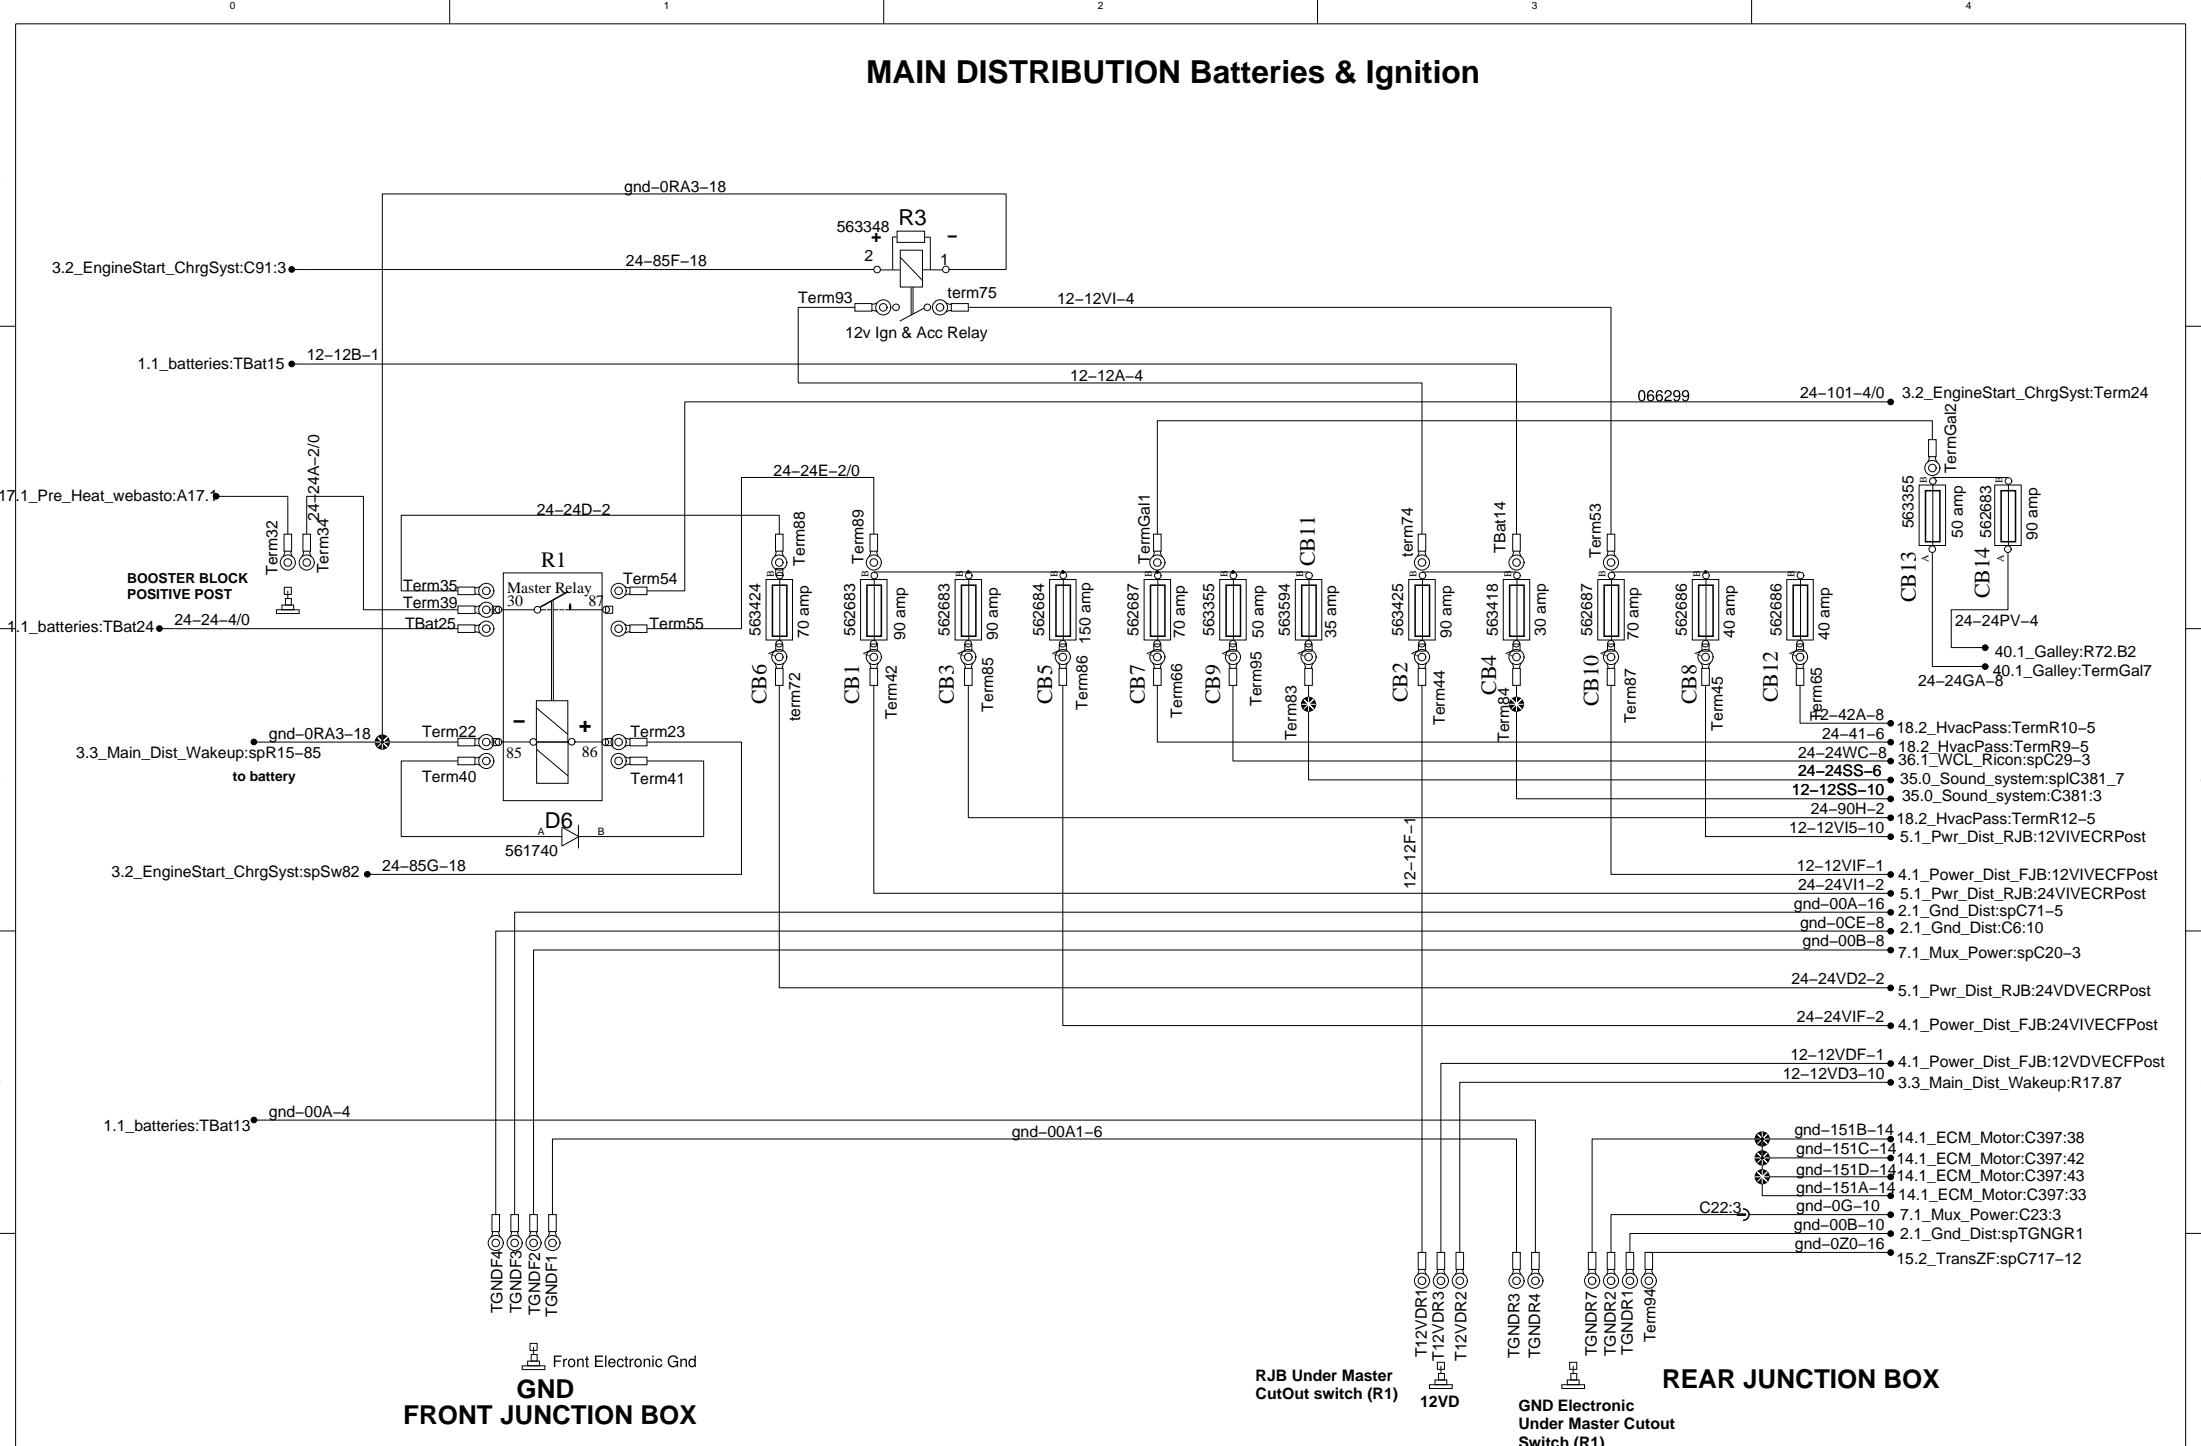 0 1 2 3 4
MAIN DISTRIBUTION Batteries & Ignition
gnd-0RA3-18
R3
563348
+ -
3.2_EngineStart_ChrgSyst:C91:3
24-85F-18
2 1
Term93
term75
12-12VI-4
12v Ign & Acc Relay
1.1_batteries:TBat15
12-12B-1
12-12A-4
066299
24-101-4/0
3.2_EngineStart_ChrgSyst:Term24
TermGal2
24-24A-2/0
24-24E-2/0
17.1_Pre_Heat_webasto:A17.1
24-24D-2
Term32
Term34
Term88
Term89
TermGal1
CB11
term74
TBat14
Term53
563355
50 amp
562683
90 amp
CB13
CB14
BOOSTER BLOCK
POSITIVE POST
R1
Master Relay
30 87
Term35
Term39
TBat25
Term54
Term55
4.1_batteries:TBat24
24-24-4/0
B A
563424
70 amp
562683
90 amp
562683
90 amp
562684
150 amp
562687
70 amp
563355
50 amp
563594
35 amp
563425
90 amp
563418
30 amp
562687
70 amp
562686
40 amp
562686
40 amp
24-24PV-4
40.1_Galley:R72.B2
40.1_Galley:TermGal7
24-24GA-8
CB6
term72
CB1
Term42
CB3
Term85
CB5
Term86
CB7
Term66
CB9
Term95
Term83
CB2
Term44
CB4
Term84
CB10
Term87
CB8
Term45
CB12
Term65
gnd-0RA3-18
3.3_Main_Dist_Wakeup:spR15-85
to battery
Term22
Term40
- +
85 86
Term23
Term41
D6
A B
561740
3.2_EngineStart_ChrgSyst:spSw82
24-85G-18
12-42A-8
18.2_HvacPass:TermR10-5
24-41-6
18.2_HvacPass:TermR9-5
24-24WC-8
36.1_WCL_Ricon:spC29-3
24-24SS-6
35.0_Sound_system:splC381_7
12-12SS-10
35.0_Sound_system:C381:3
24-90H-2
18.2_HvacPass:TermR12-5
12-12VI5-10
5.1_Pwr_Dist_RJB:12VIVECRPost
12-12F-1
12-12VIF-1
4.1_Power_Dist_FJB:12VIVECFPost
24-24VI1-2
5.1_Pwr_Dist_RJB:24VIVECRPost
gnd-00A-16
2.1_Gnd_Dist:spC71-5
gnd-0CE-8
2.1_Gnd_Dist:C6:10
gnd-00B-8
7.1_Mux_Power:spC20-3
24-24VD2-2
5.1_Pwr_Dist_RJB:24VDVECRPost
24-24VIF-2
4.1_Power_Dist_FJB:24VIVECFPost
12-12VDF-1
4.1_Power_Dist_FJB:12VDVECFPost
12-12VD3-10
3.3_Main_Dist_Wakeup:R17.87
1.1_batteries:TBat13
gnd-00A-4
gnd-00A1-6
gnd-151B-14
14.1_ECM_Motor:C397:38
gnd-151C-14
14.1_ECM_Motor:C397:42
gnd-151D-14
14.1_ECM_Motor:C397:43
gnd-151A-14
14.1_ECM_Motor:C397:33
C22:3
gnd-0G-10
7.1_Mux_Power:C23:3
gnd-00B-10
2.1_Gnd_Dist:spTGNGR1
gnd-0Z0-16
15.2_TransZF:spC717-12
TGNDF4
TGNDF3
TGNDF2
TGNDF1
T12VDR1
T12VDR3
T12VDR2
TGNDR3
TGNDR4
TGNDR7
TGNDR2
TGNDR1
Term94
Front Electronic Gnd
GND
FRONT JUNCTION BOX
RJB Under Master
CutOut switch (R1)
12VD
REAR JUNCTION BOX
GND Electronic
Under Master Cutout
Switch (R1)